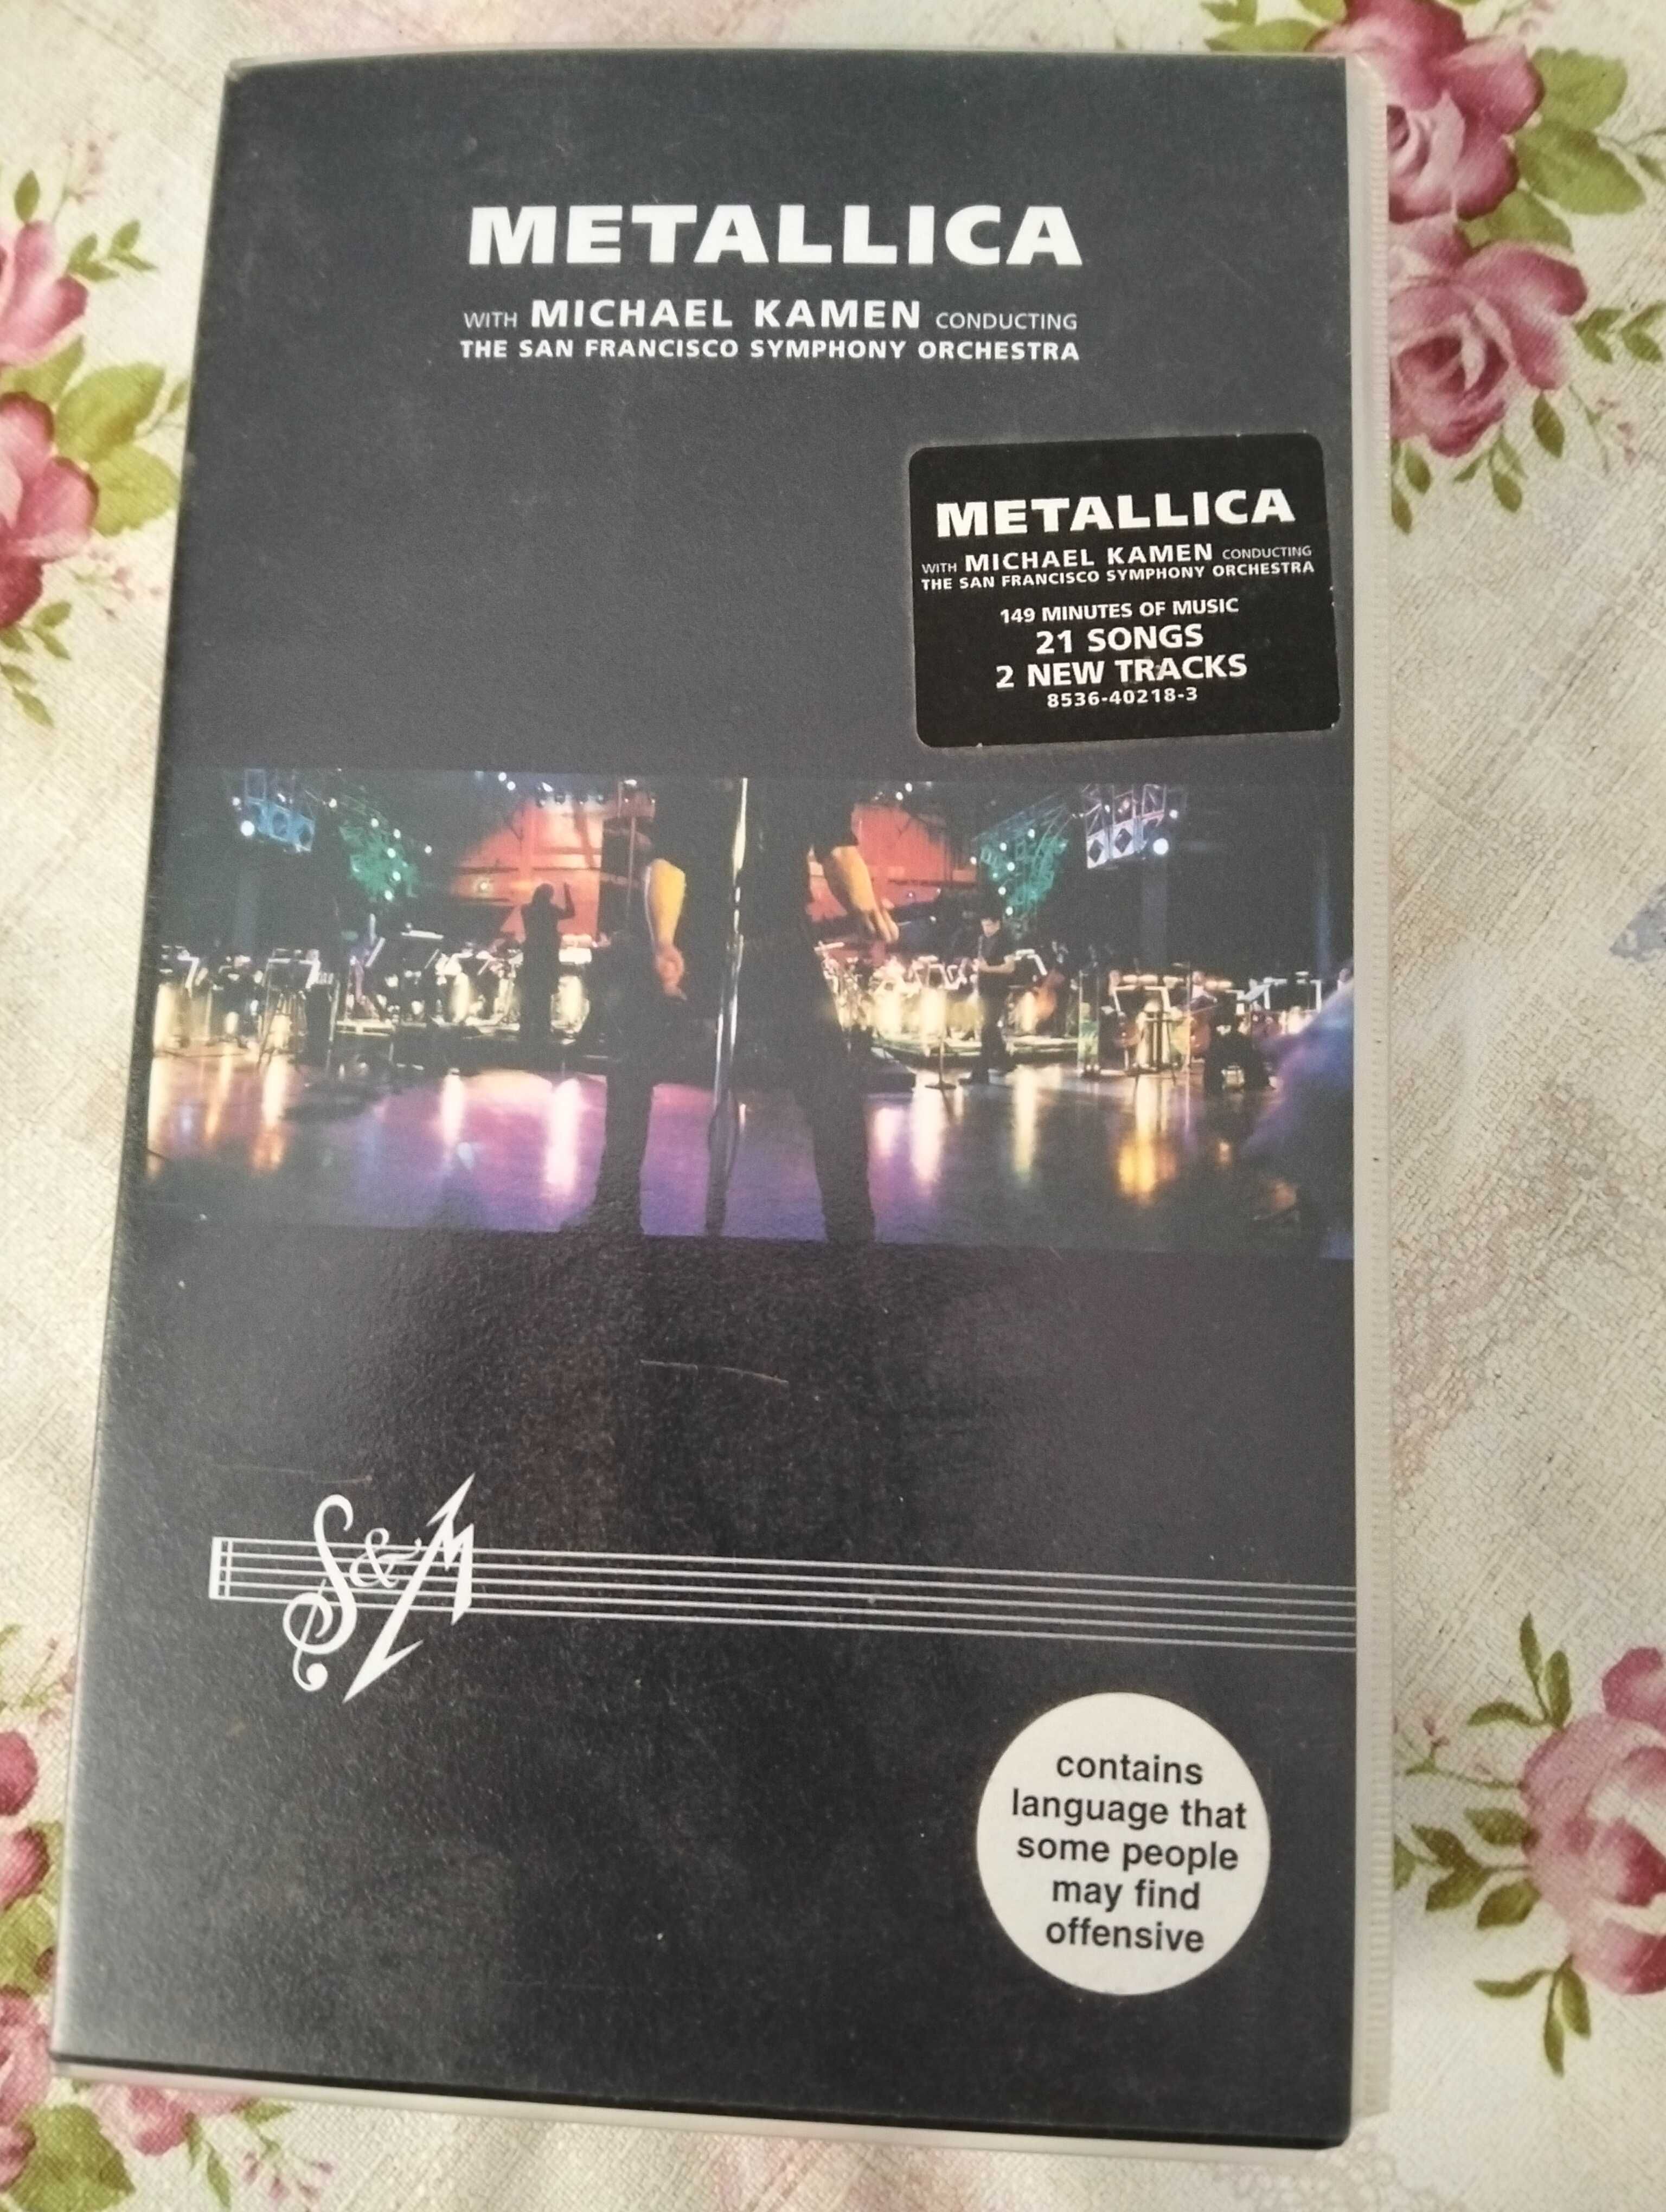 METALLICA
WITH MICHAEL KAMEN CONDUCTING
THE SAN FRANCISCO SYMPHONY ORCHESTRA
METALLICA
WITH MICHAEL KAMEN CONDUCTING
THE SAN FRANCISCO SYMPHONY ORCHESTRA
149 MINUTES OF MUSIC
21 SONGS
2 NEW TRACKS
8536-40218-3
S&M
contains
language that
some people
may find
offensive